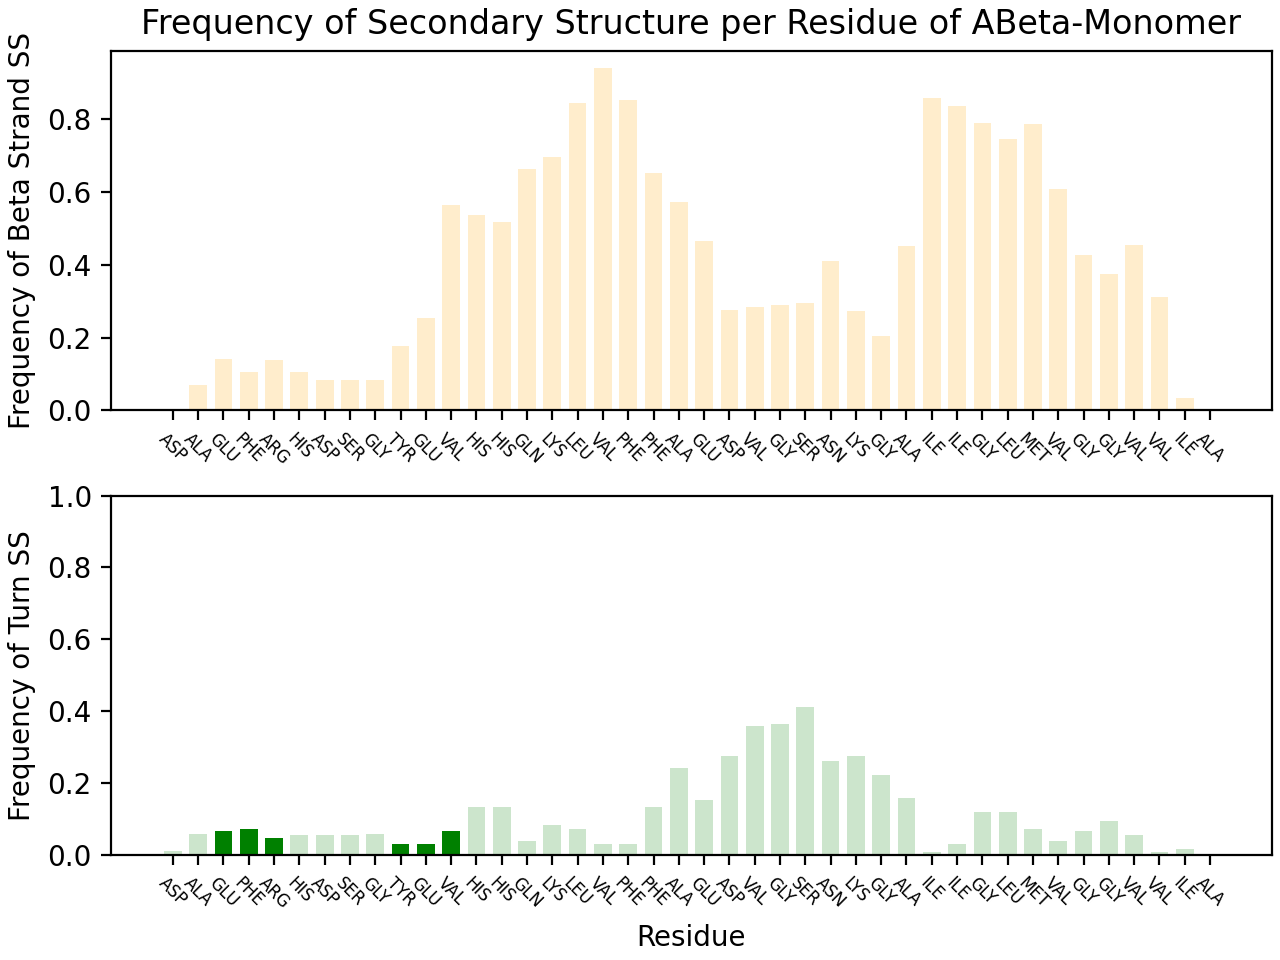 Frequency of Secondary Structure per Residue of ABeta-Monomer
Frequency of Beta Strand SS
0.8
0.6
0.4
0.2
0.0
ASP ALA GLU PHE ARG HIS ASP SER GLY TYR GLU VAL HIS HIS GLN LYS LEU VAL PHE PHE ALA GLU ASP VAL GLY SER ASN LYS GLY ALA ILE ILE GLY LEU MET VAL GLY GLY VAL VAL ILE ALA
Frequency of Turn SS
1.0
0.8
0.6
0.4
0.2
0.0
ASP ALA GLU PHE ARG HIS ASP SER GLY TYR GLU VAL HIS HIS GLN LYS LEU VAL PHE PHE ALA GLU ASP VAL GLY SER ASN LYS GLY ALA ILE ILE GLY LEU MET VAL GLY GLY VAL VAL ILE ALA
Residue